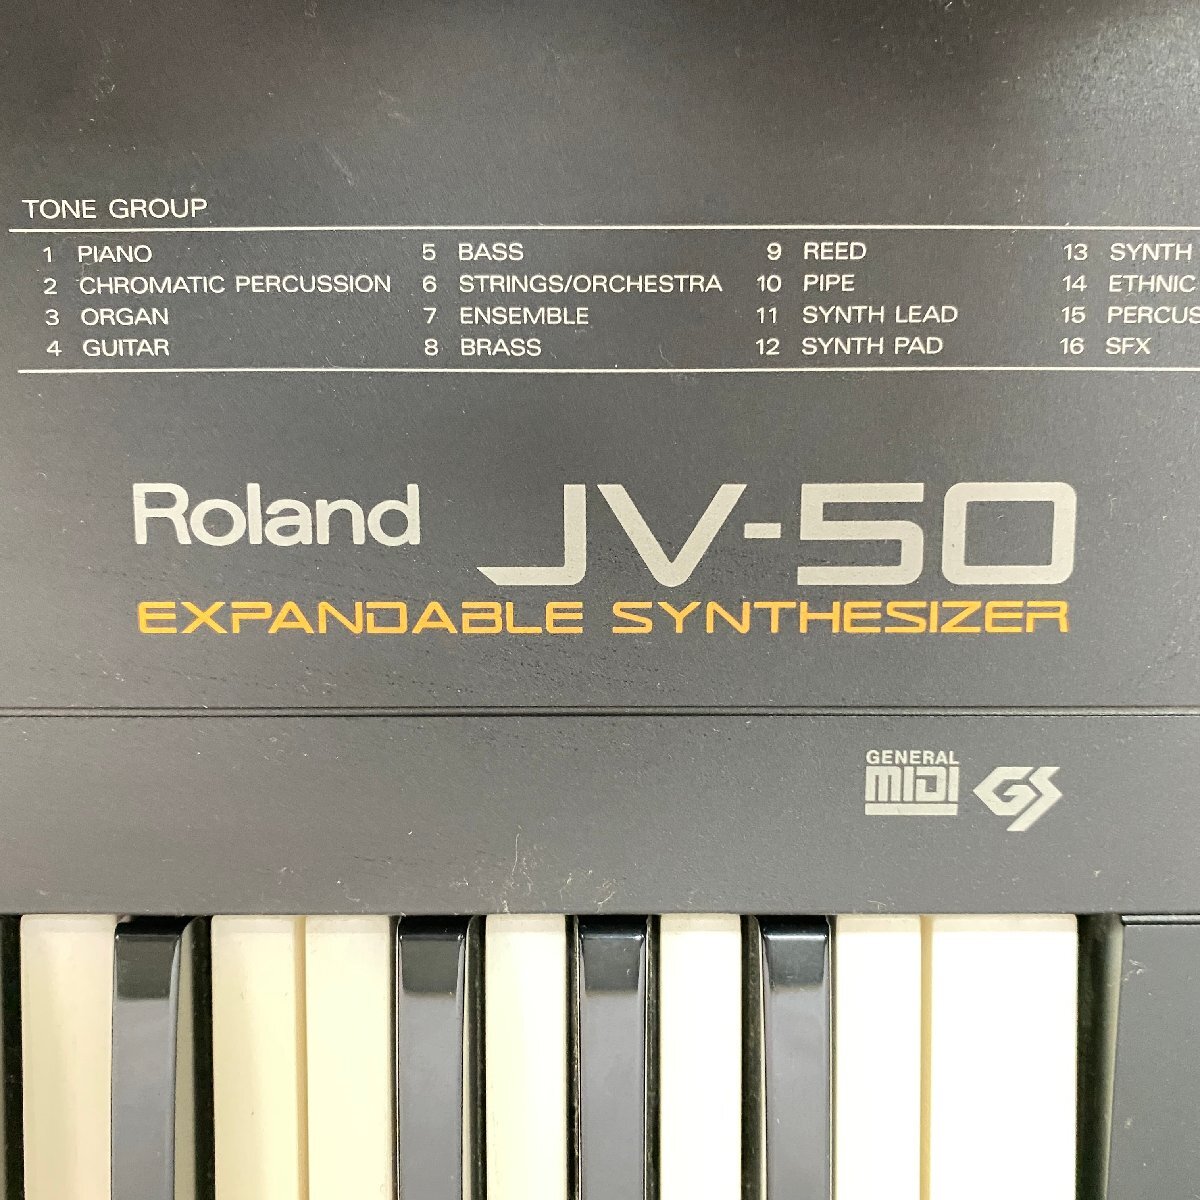 TONE GROUP
1 PIANO
2 CHROMATIC PERCUSSION
3 ORGAN
4 GUITAR
5 BASS
6 STRINGS/ORCHESTRA
7 ENSEMBLE
8 BRASS
9 REED
10 PIPE
11 SYNTH LEAD
12 SYNTH PAD
13 SYNTH
14 ETHNIC
15 PERCUS
16 SFX
Roland JV-50
EXPANDABLE SYNTHESIZER
GENERAL
MIDI GS